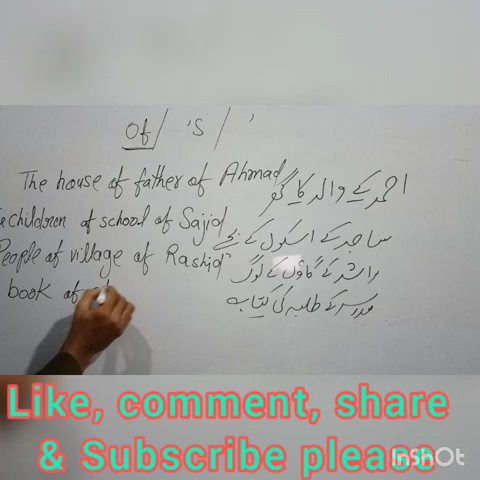 Of / 'S / '
The house of father of Ahmad احمد کے والد کا گھر
e children of school of Sajid ساجد کے اسکول کے بچے
People of village of Rashid راشد کے گاؤں کے لوگ
book of مدرسہ کے طلبہ کی کتاب
Like, comment, share
& Subscribe please
InShOt